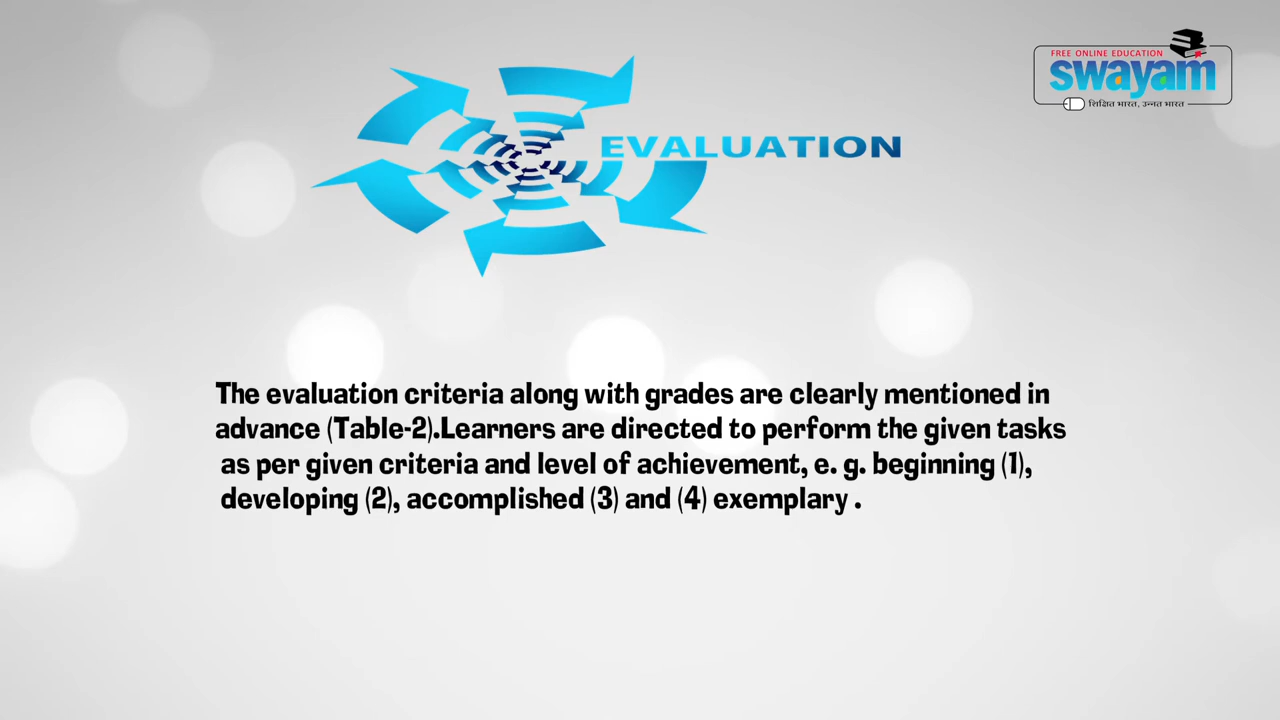 FREE ONLINE EDUCATION
swayam
शिक्षित भारत, उन्नत भारत
EVALUATION
The evaluation criteria along with grades are clearly mentioned in
advance (Table-2).Learners are directed to perform the given tasks
as per given criteria and level of achievement, e. g. beginning (1),
developing (2), accomplished (3) and (4) exemplary .